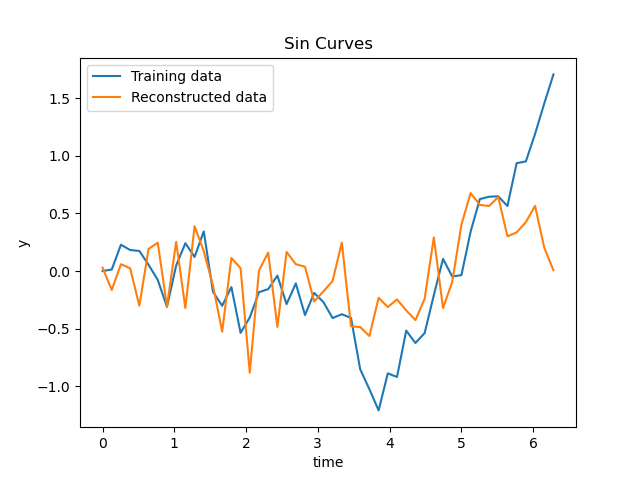 Sin Curves
Training data
Reconstructed data
1.5
1.0
0.5
0.0
−0.5
−1.0
y
0 1 2 3 4 5 6
time